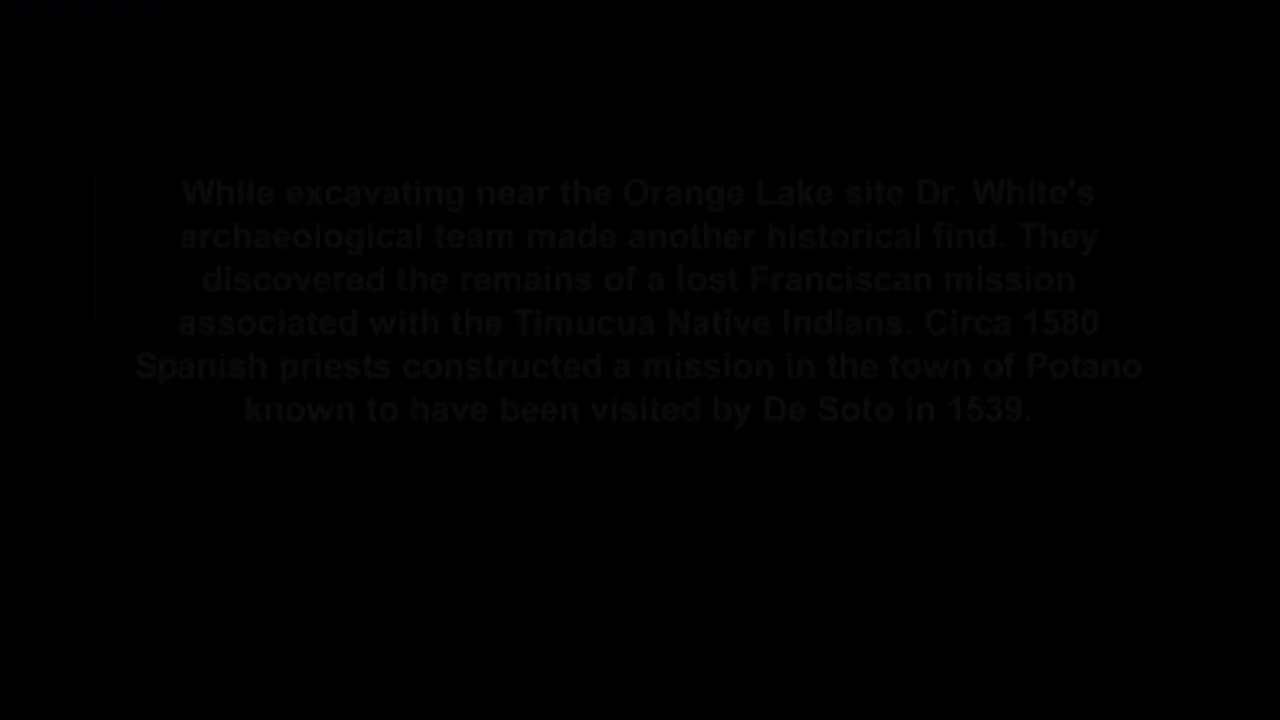 While excavating near the Orange Lake site Dr. White's
archaeological team made another historical find. They
discovered the remains of a lost Franciscan mission
associated with the Timucua Native Indians. Circa 1580
Spanish priests constructed a mission in the town of Potano
known to have been visited by De Soto in 1539.